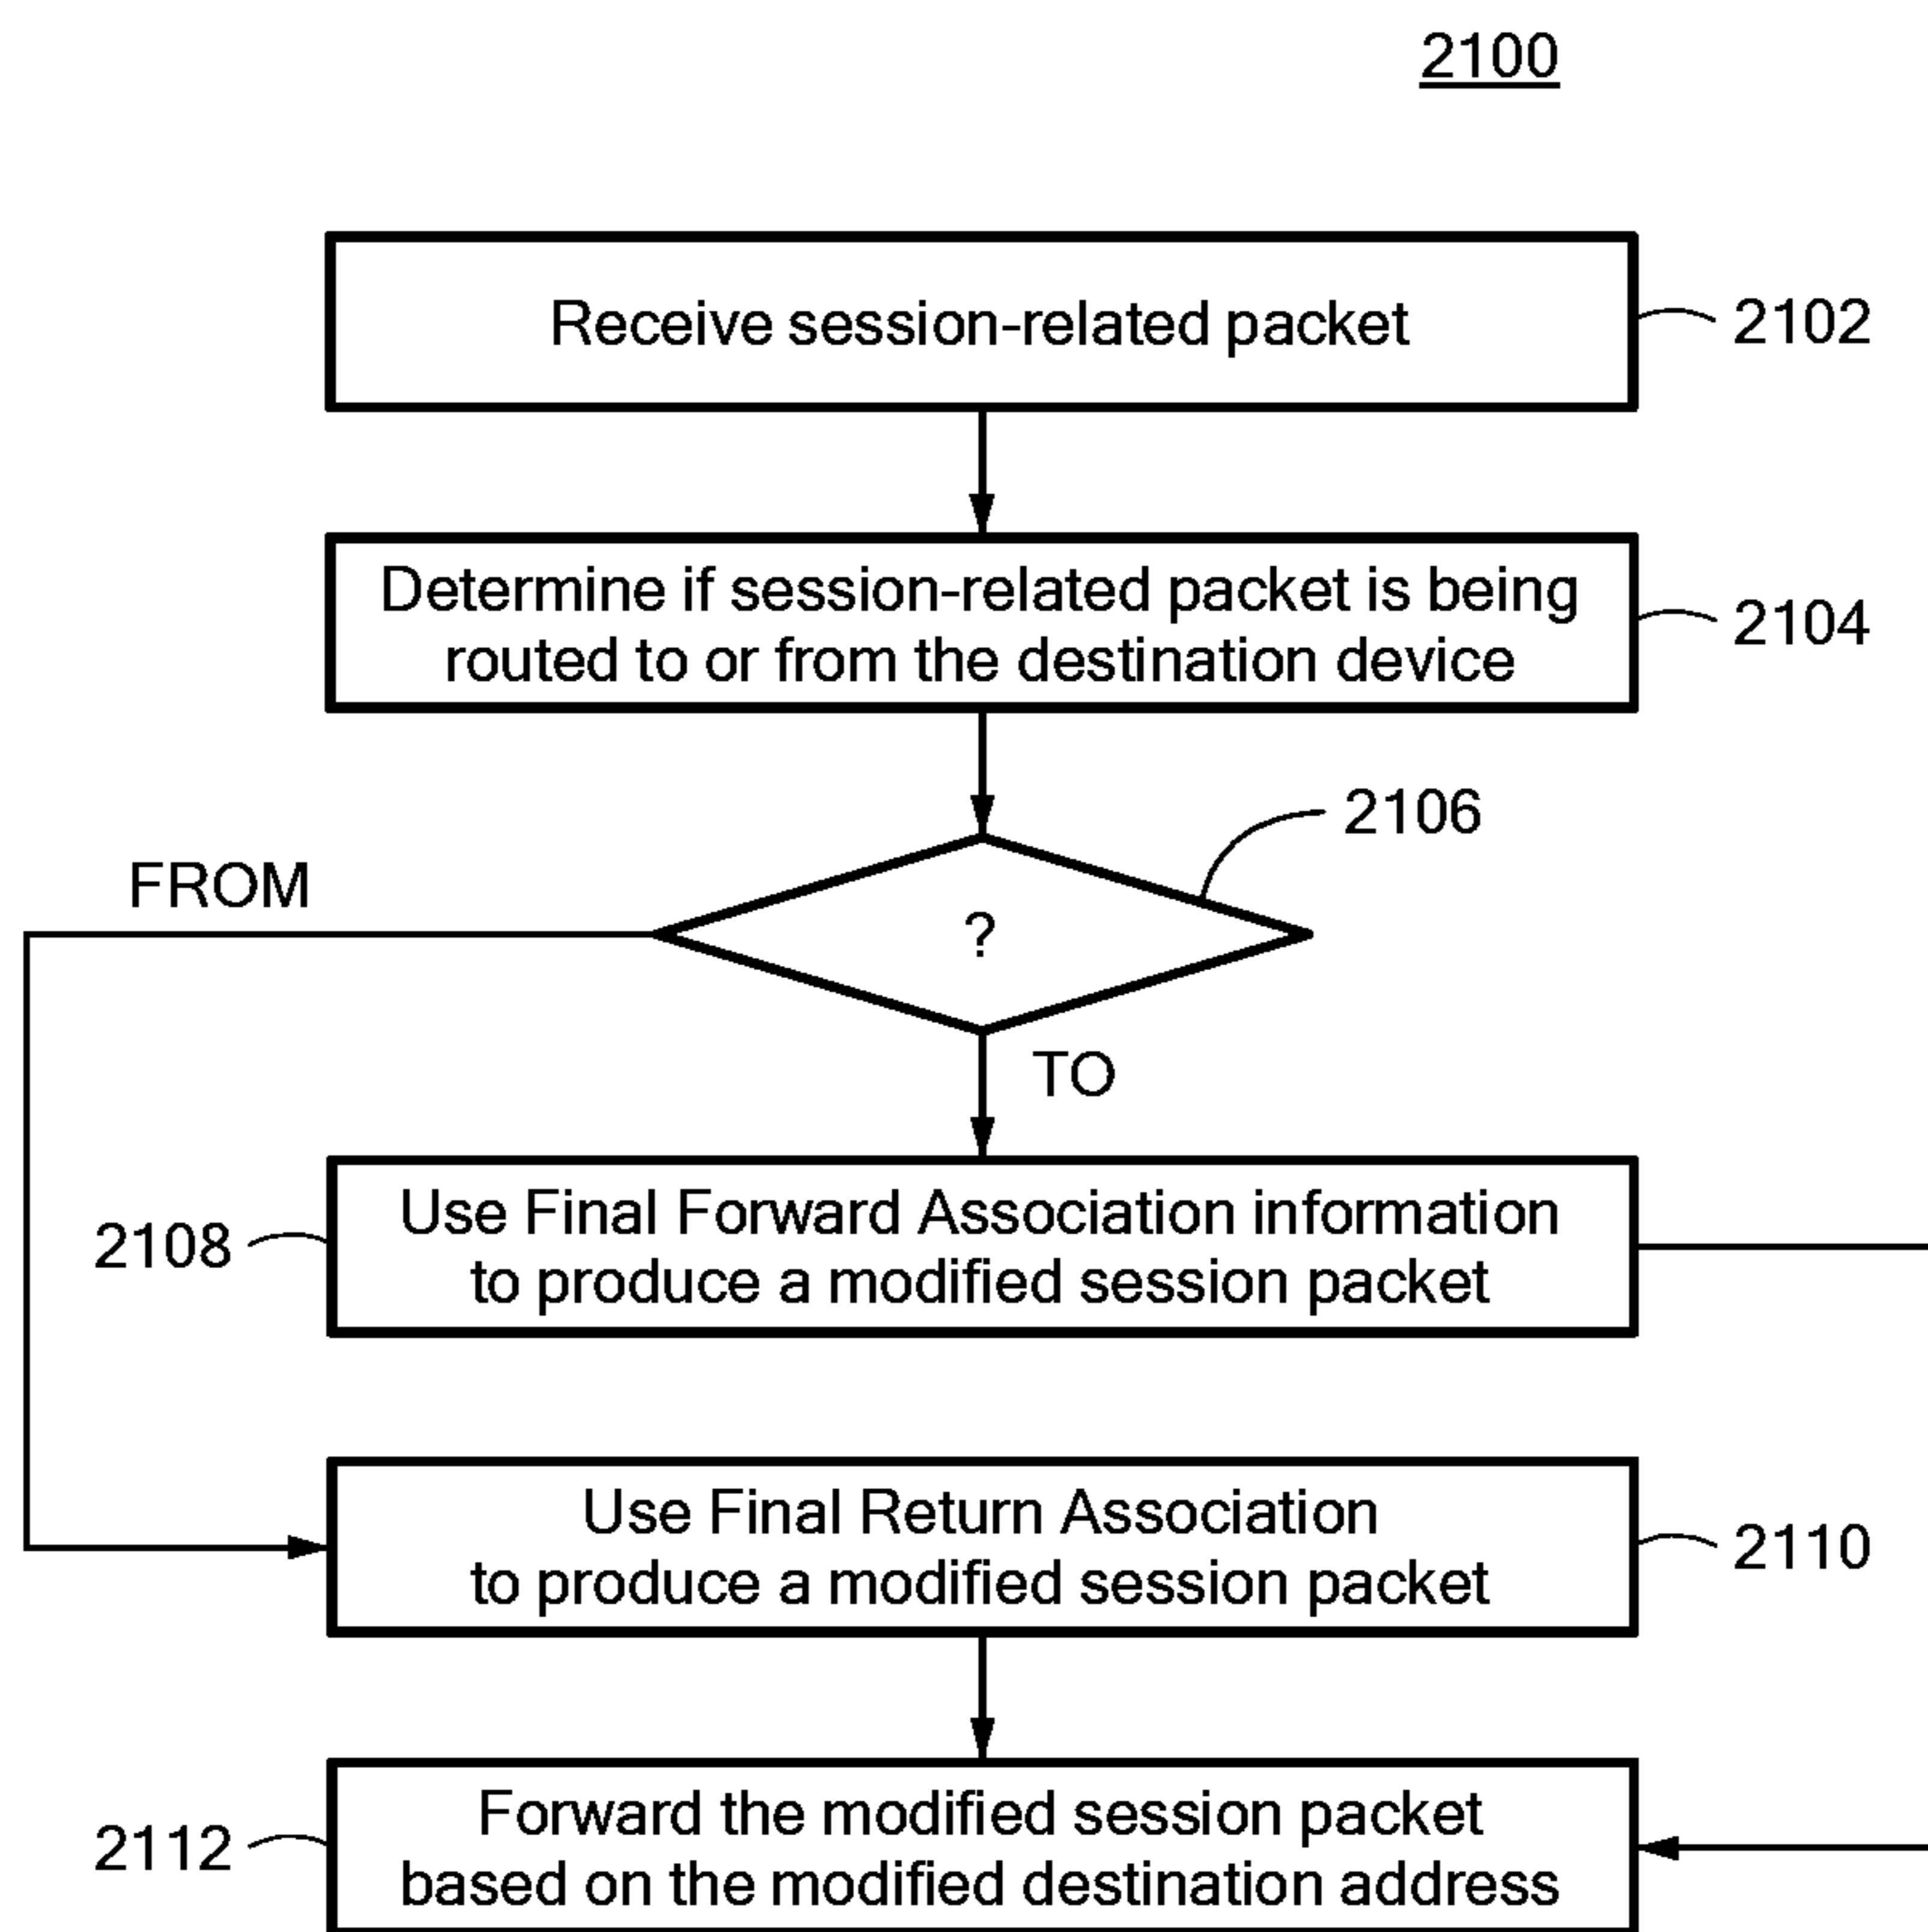 2100
Receive session-related packet
2102
Determine if session-related packet is being
routed to or from the destination device
2104
2106
FROM
?
TO
Use Final Forward Association information
to produce a modified session packet
2108
Use Final Return Association
to produce a modified session packet
2110
Forward the modified session packet
based on the modified destination address
2112